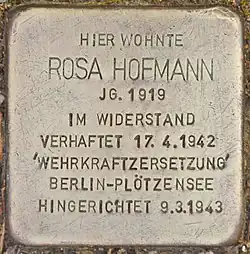 HIER WOHNTE
ROSA HOFMANN
JG. 1919
IM WIDERSTAND
VERHAFTET 17.4.1942
'WEHRKRAFTZERSETZUNG'
BERLIN-PLÖTZENSEE
HINGERICHTET 9.3.1943